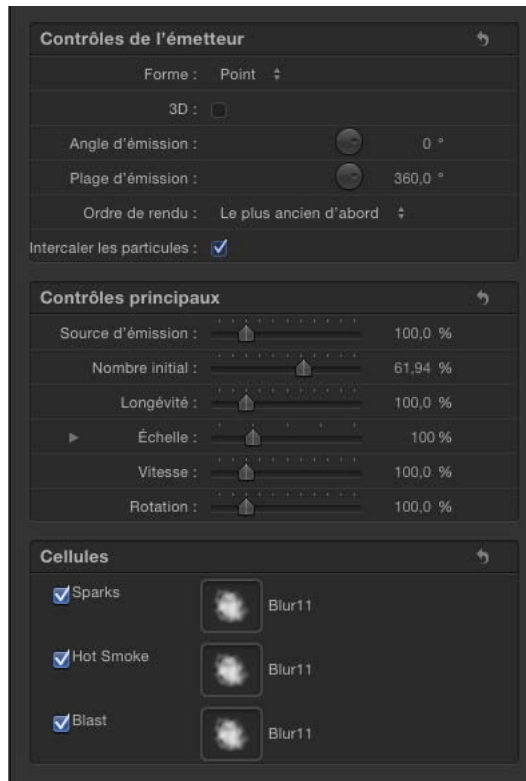 Contrôles de l’émetteur
Forme : Point
3D :
Angle d’émission : 0 °
Plage d’émission : 360,0 °
Ordre de rendu : Le plus ancien d’abord
Intercaler les particules :
Contrôles principaux
Source d’émission : 100,0 %
Nombre initial : 61,94 %
Longévité : 100,0 %
Échelle : 100 %
Vitesse : 100,0 %
Rotation : 100,0 %
Cellules
Sparks Blur11
Hot Smoke Blur11
Blast Blur11